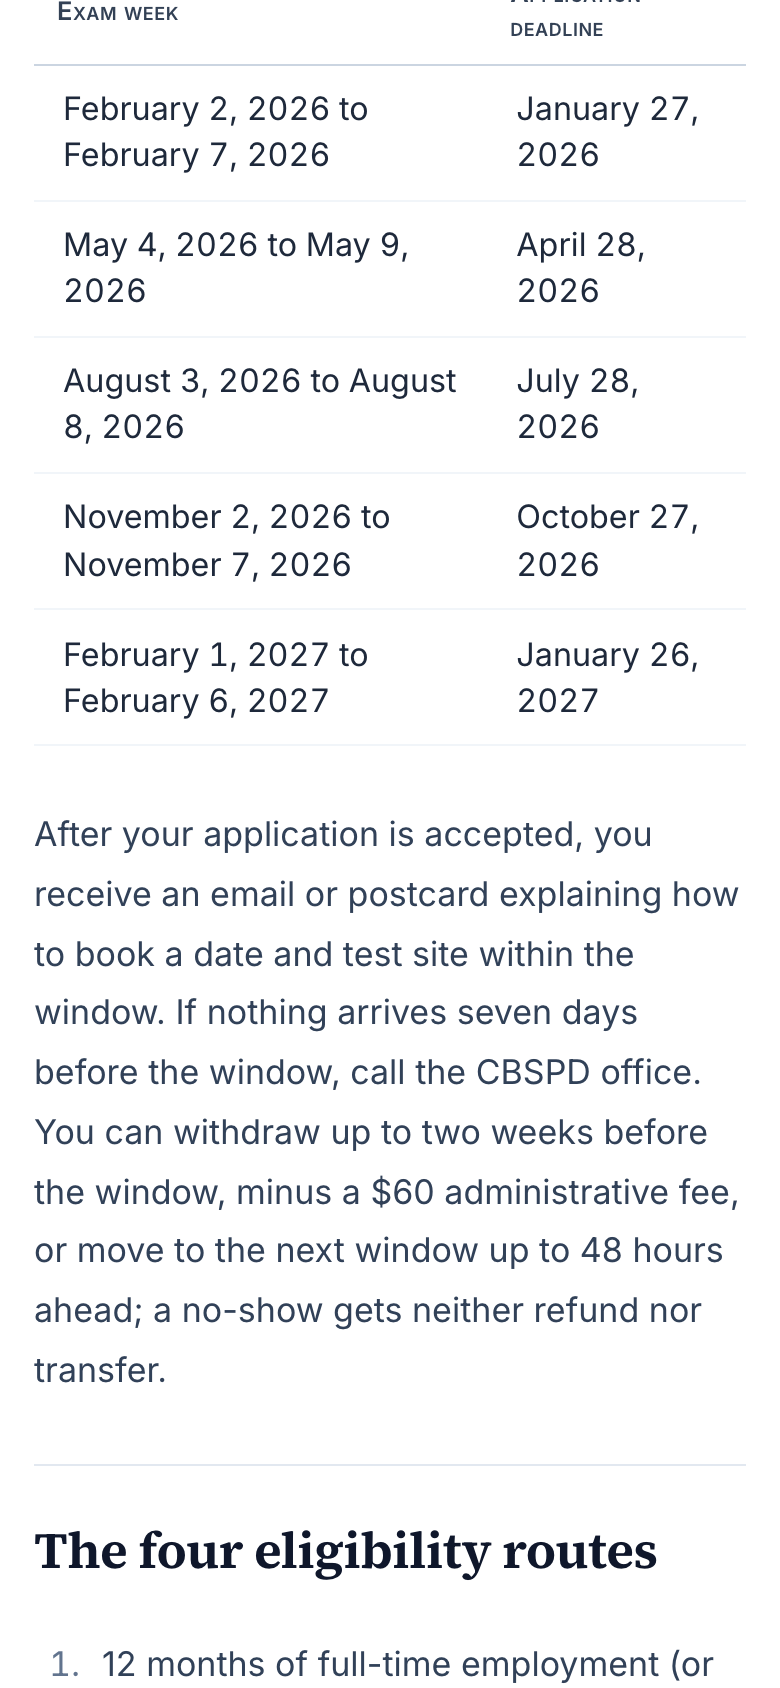 Exam week
deadline
February 2, 2026 to
February 7, 2026
January 27,
2026
May 4, 2026 to May 9,
2026
April 28,
2026
August 3, 2026 to August
8, 2026
July 28,
2026
November 2, 2026 to
November 7, 2026
October 27,
2026
February 1, 2027 to
February 6, 2027
January 26,
2027
After your application is accepted, you
receive an email or postcard explaining how
to book a date and test site within the
window. If nothing arrives seven days
before the window, call the CBSPD office.
You can withdraw up to two weeks before
the window, minus a $60 administrative fee,
or move to the next window up to 48 hours
ahead; a no-show gets neither refund nor
transfer.
The four eligibility routes
1. 12 months of full-time employment (or